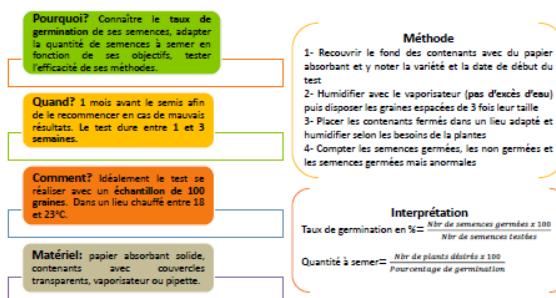 Pourquoi? Connaître le taux de
germination de ses semences, adapter
la quantité de semences à semer en
fonction de ses objectifs, tester
l'efficacité de ses méthodes.
Quand? 1 mois avant le semis afin
de le recommencer en cas de mauvais
résultats. Le test dure entre 1 et 3
semaines.
Comment? Idéalement le test se
réaliser avec un échantillon de 100
graines. Dans un lieu chauffé entre 18
et 23°C.
Matériel: papier absorbant solide,
contenants avec couvercles
transparents, vaporisateur ou pipette.
Méthode
1- Recouvrir le fond des contenants avec du papier
absorbant et y noter la variété et la date de début du
test
2- Humidifier avec le vaporisateur (pas d'excès d'eau)
puis disposer les graines espacées de 3 fois leur taille
3- Placer les contenants fermés dans un lieu adapté et
humidifier selon les besoins de la plantes
4- Compter les semences germées, les non germées et
les semences germées mais anormales
Interprétation
Taux de germination en %= Nbr de semences germées x 100
Nbr de semences testées
Quantité à semer= Nbr de plants désirés x 100
Pourcentage de germination